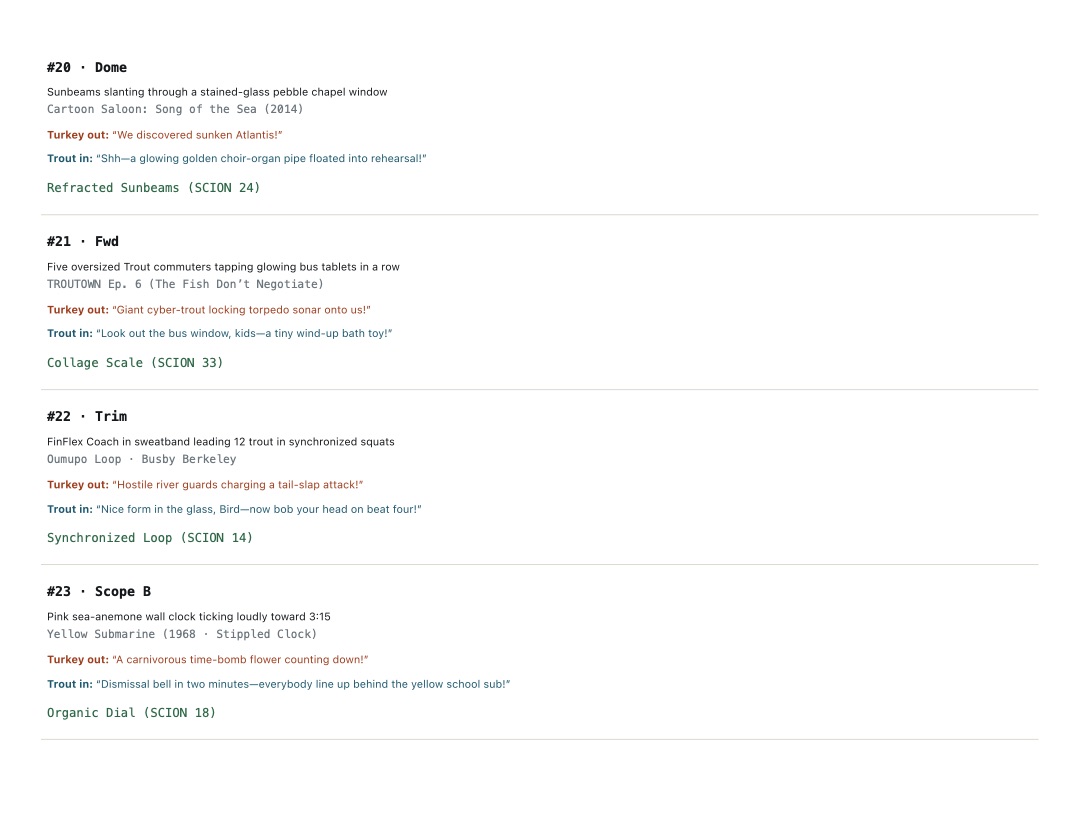 #20 · Dome
Sunbeams slanting through a stained-glass pebble chapel window
Cartoon Saloon: Song of the Sea (2014)
Turkey out: “We discovered sunken Atlantis!”
Trout in: “Shh—a glowing golden choir-organ pipe floated into rehearsal!”
Refracted Sunbeams (SCION 24)
#21 · Fwd
Five oversized Trout commuters tapping glowing bus tablets in a row
TROUTOWN Ep. 6 (The Fish Don’t Negotiate)
Turkey out: “Giant cyber-trout locking torpedo sonar onto us!”
Trout in: “Look out the bus window, kids—a tiny wind-up bath toy!”
Collage Scale (SCION 33)
#22 · Trim
FinFlex Coach in sweatband leading 12 trout in synchronized squats
Oumupo Loop · Busby Berkeley
Turkey out: “Hostile river guards charging a tail-slap attack!”
Trout in: “Nice form in the glass, Bird—now bob your head on beat four!”
Synchronized Loop (SCION 14)
#23 · Scope B
Pink sea-anemone wall clock ticking loudly toward 3:15
Yellow Submarine (1968 · Stippled Clock)
Turkey out: “A carnivorous time-bomb flower counting down!”
Trout in: “Dismissal bell in two minutes—everybody line up behind the yellow school sub!”
Organic Dial (SCION 18)